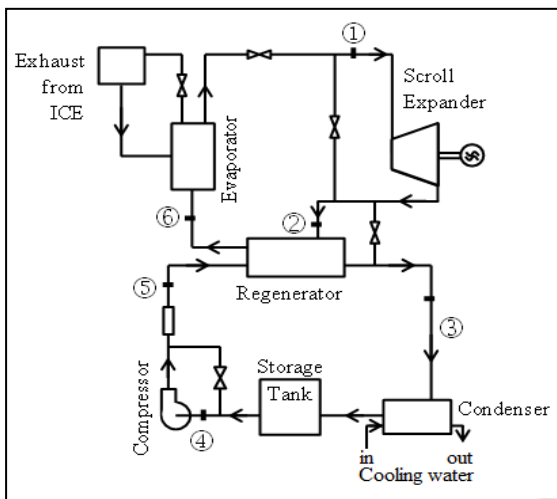 ①
Exhaust
from
ICE
Scroll
Expander
Evaporator
⑥
②
⑤
Regenerator
③
Storage
Tank
Compressor
④
Condenser
in
out
Cooling water